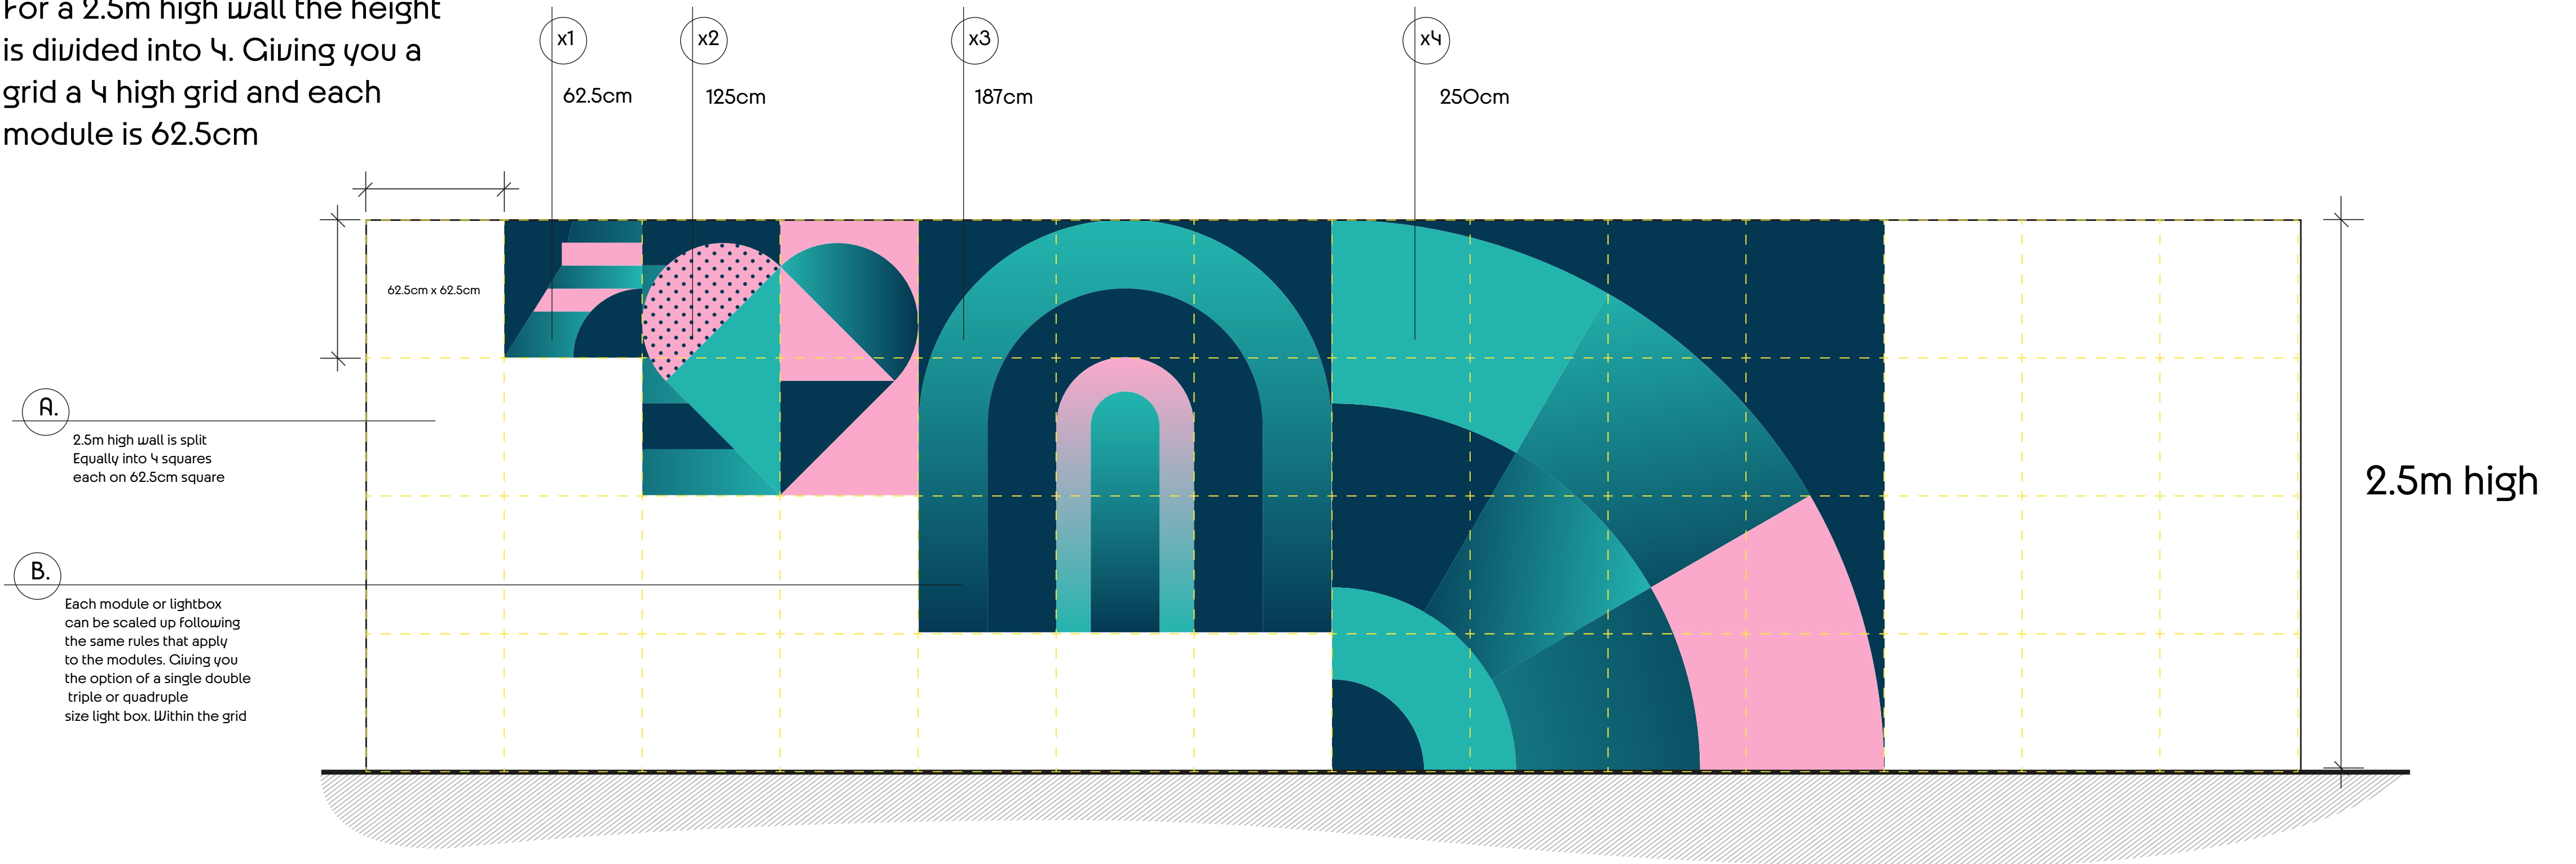 For a 2.5m high wall the height
is divided into 4. Giving you a
grid a 4 high grid and each
module is 62.5cm
x1
x2
x3
x4
62.5cm
125cm
187cm
250cm
62.5cm x 62.5cm
A.
2.5m high wall is split
Equally into 4 squares
each on 62.5cm square
2.5m high
B.
Each module or lightbox
can be scaled up following
the same rules that apply
to the modules. Giving you
the option of a single double
triple or quadruple
size light box. Within the grid